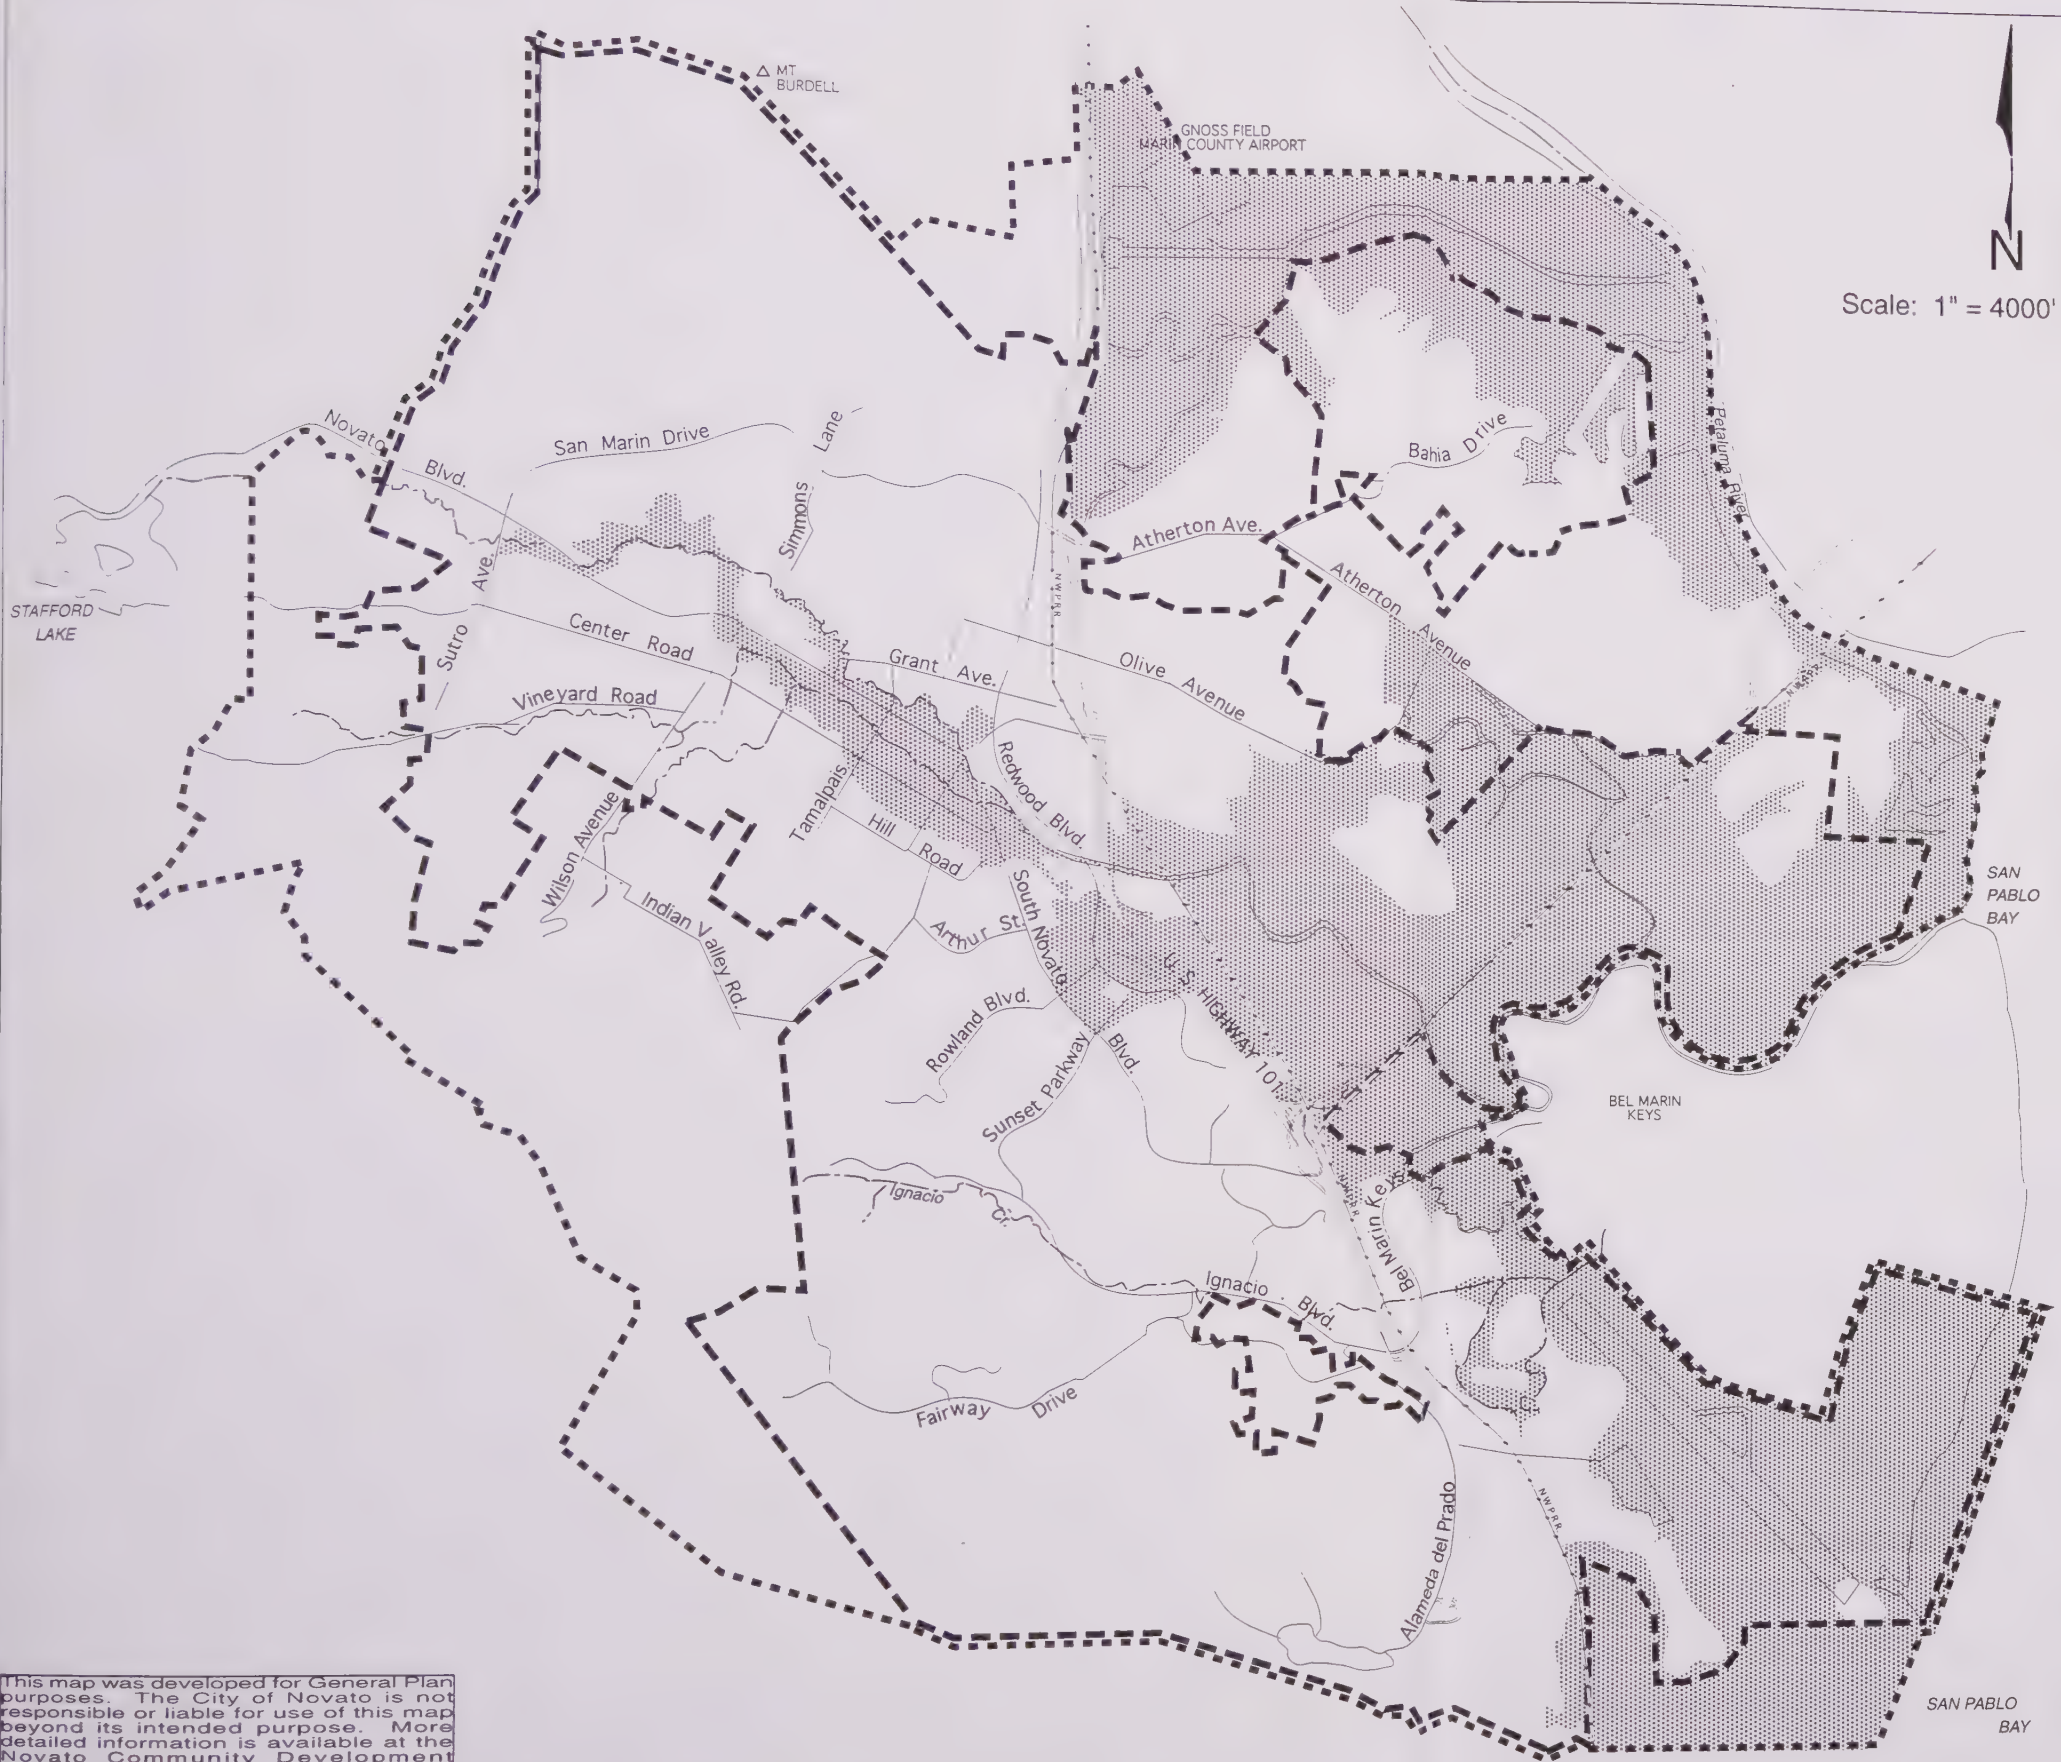 MT
BURDELL
GNOSS FIELD
MARIN COUNTY AIRPORT
N
Scale: 1" = 4000'
Novato
Blvd.
San Marin Drive
Simmons
Lane
Bahia Drive
Petaluma River
Atherton Ave.
Atherton
Avenue
NWPRR
STAFFORD
LAKE
Sutro
Ave.
Center Road
Vineyard Road
Grant Ave.
Olive Avenue
NWPRR
Redwood Blvd.
Wilson Avenue
Tamalpais
Hill
Road
Indian Valley Rd.
Arthur St.
South Novato
Blvd.
SAN
PABLO
BAY
U. S. HIGHWAY 101
Rowland Blvd.
Sunset Parkway
BEL MARIN
KEYS
Ignacio
Cr.
NWPRR
Bel Marin Keys
Blvd.
Ignacio
Blvd.
Fairway
Drive
Alameda del Prado
NWPRR
This map was developed for General Plan
purposes. The City of Novato is not
responsible or liable for use of this map
beyond its intended purpose. More
detailed information is available at the
Novato Community Development
SAN PABLO
BAY